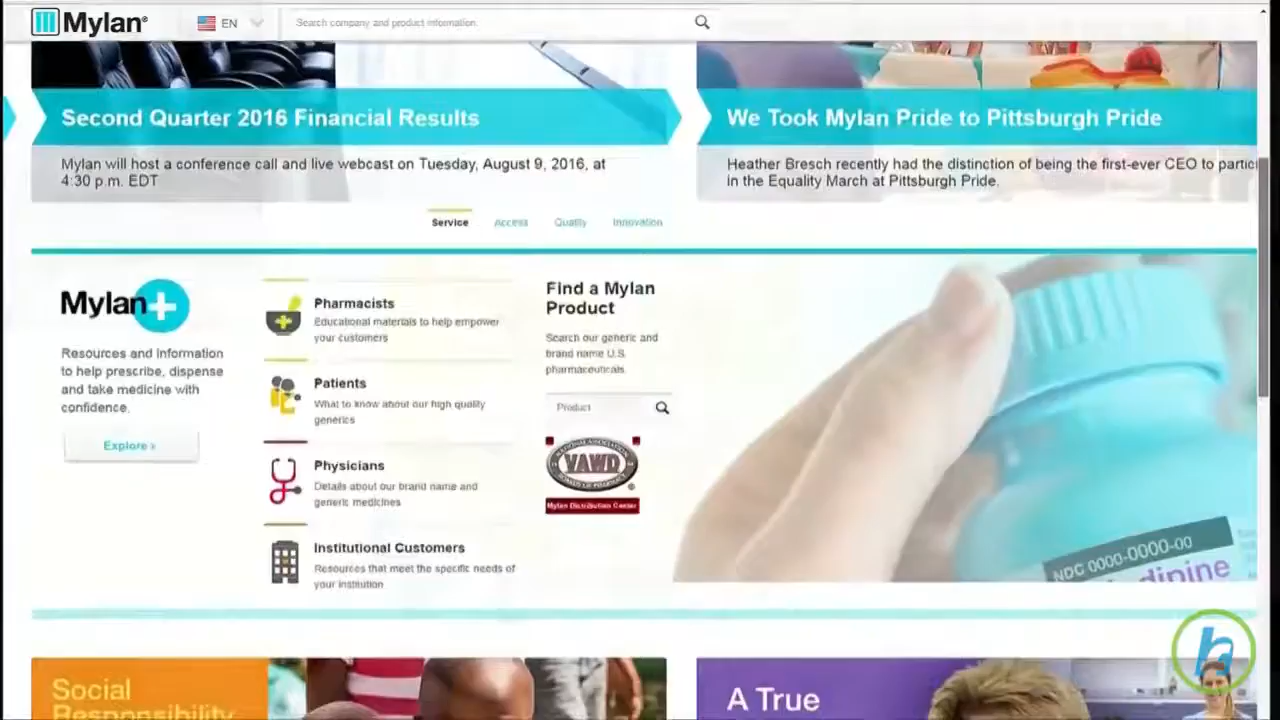 Mylan®
EN
Search company and product information.
Second Quarter 2016 Financial Results
We Took Mylan Pride to Pittsburgh Pride
Mylan will host a conference call and live webcast on Tuesday, August 9, 2016, at
4:30 p.m. EDT
Heather Bresch recently had the distinction of being the first-ever CEO to partic
in the Equality March at Pittsburgh Pride.
Service
Access
Quality
Innovation
Mylan+
Resources and Information
to help prescribe, dispense
and take medicine with
confidence.
Explore ›
Pharmacists
Educational materials to help empower
your customers
Patients
What to know about our high quality
generics
Physicians
Details about our brand name and
generic medicines
Institutional Customers
Resources that meet the specific needs of
your institution
Find a Mylan
Product
Search our generic and
brand name U.S.
pharmaceuticals.
Product
VAWD
Mylan Distribution Center
NDC 0000-0000-00
dipine
Social
Responsibility
A True
h